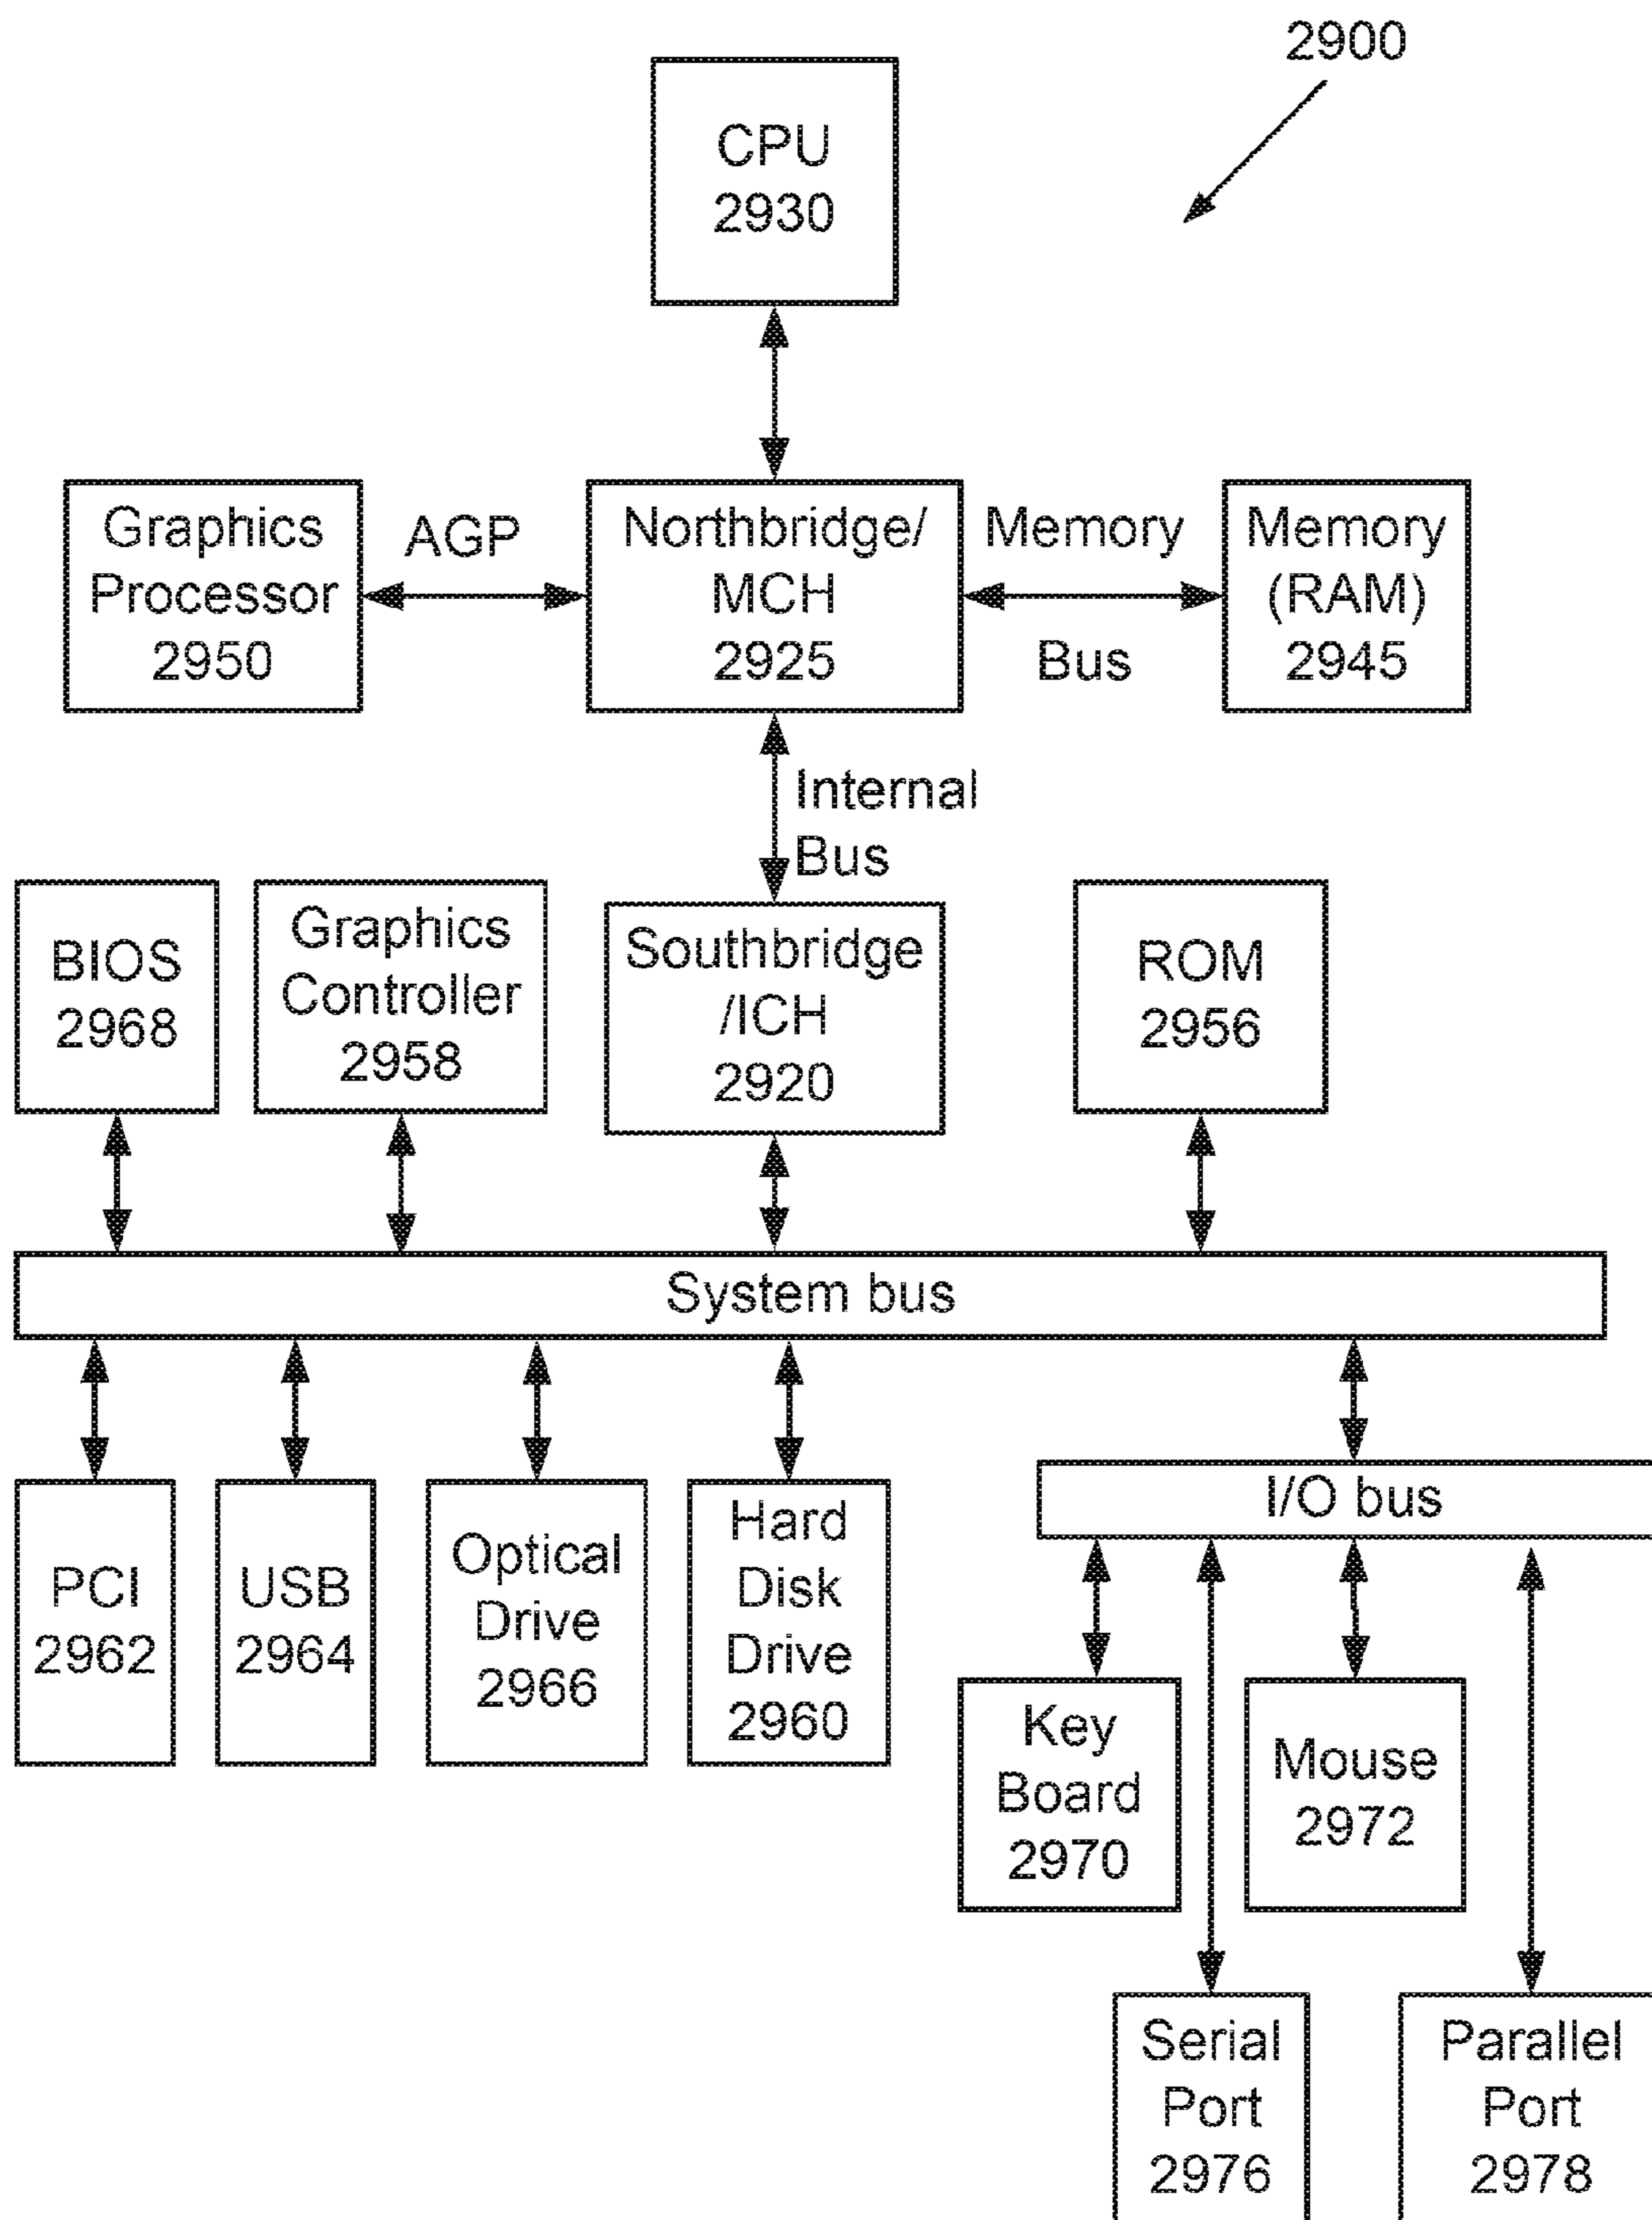 2900
CPU
2930
Graphics
Processor
2950
AGP
Northbridge/
MCH
2925
Memory
Bus
Memory
(RAM)
2945
Internal
Bus
BIOS
2968
Graphics
Controller
2958
Southbridge
/ICH
2920
ROM
2956
System bus
PCI
2962
USB
2964
Optical
Drive
2966
Hard
Disk
Drive
2960
I/O bus
Key
Board
2970
Mouse
2972
Serial
Port
2976
Parallel
Port
2978